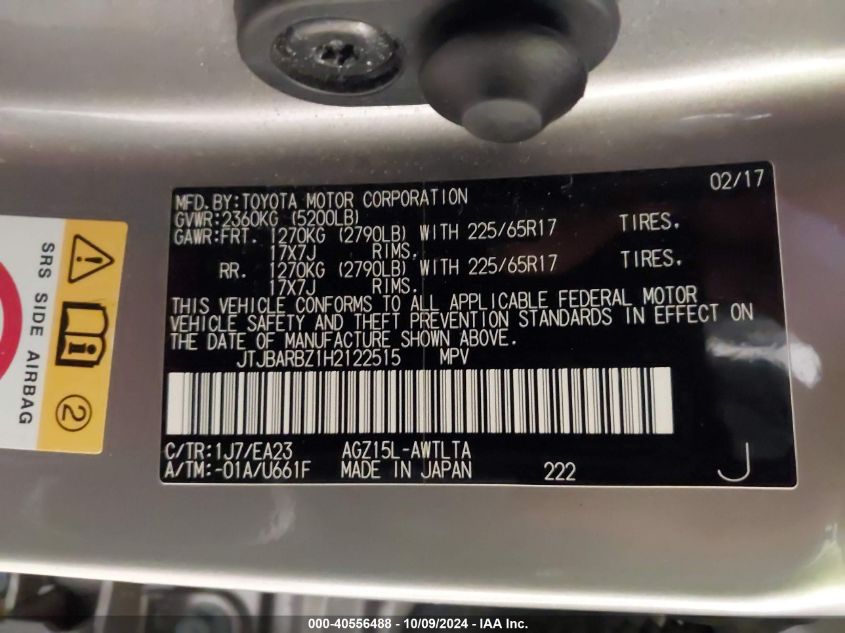 02/17
MFD. BY:TOYOTA MOTOR CORPORATION
GVWR:2360KG (5200LB)
GAWR:FRT. 1270KG (2790LB) WITH 225/65R17 TIRES,
17X7J RIMS,
RR. 1270KG (2790LB) WITH 225/65R17 TIRES,
17X7J RIMS.
THIS VEHICLE CONFORMS TO ALL APPLICABLE FEDERAL MOTOR
VEHICLE SAFETY AND THEFT PREVENTION STANDARDS IN EFFECT ON
THE DATE OF MANUFACTURE SHOWN ABOVE.
JTJBARBZ1H2122515 MPV
C/TR:1J7/EA23 AGZ15L-AWTLTA
A/TM:-01A/U661F MADE IN JAPAN 222 J
SRS SIDE AIRBAG
2
000-40556488 - 10/09/2024 - IAA Inc.